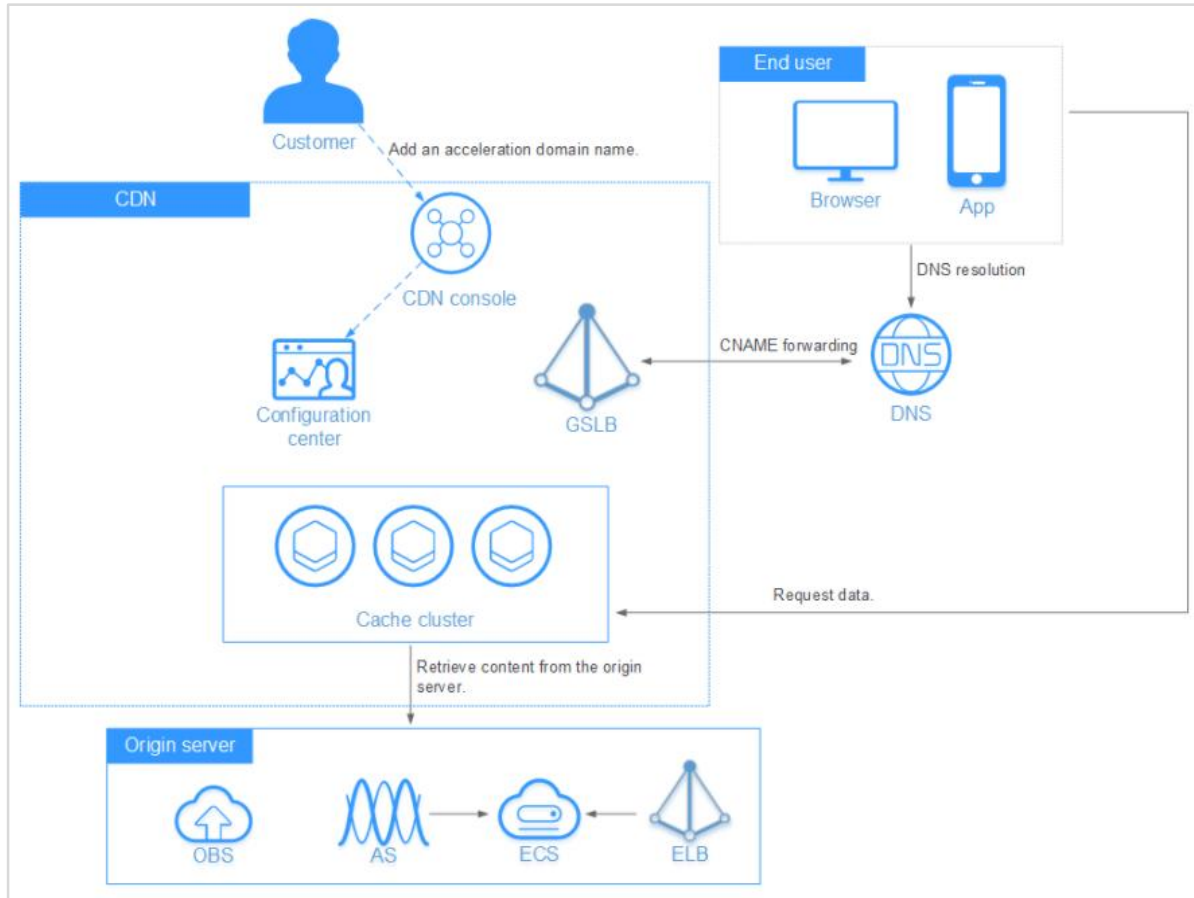 End user
Customer
Add an acceleration domain name.
Browser
App
CDN
CDN console
DNS resolution
CNAME forwarding
DNS
DNS
GSLB
Configuration
center
Cache cluster
Request data.
Retrieve content from the origin
server.
Origin server
OBS
AS
ECS
ELB